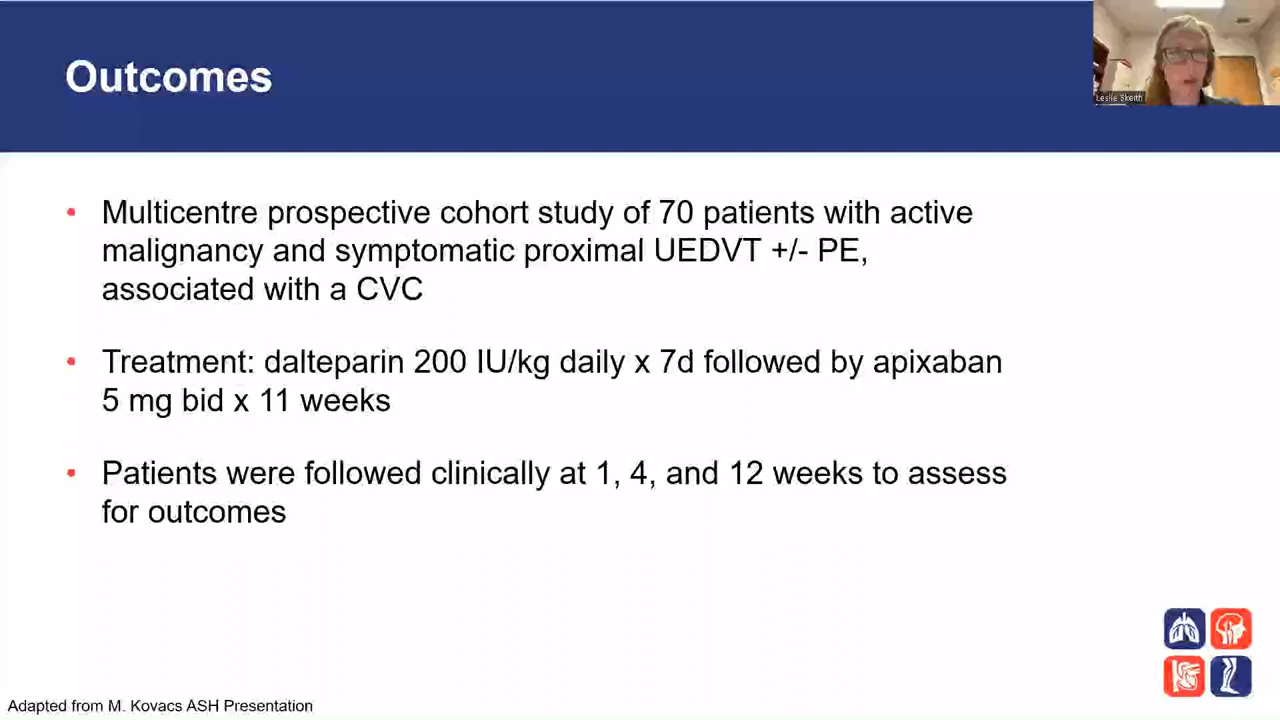 Outcomes
Leslie Skeith
• Multicentre prospective cohort study of 70 patients with active
malignancy and symptomatic proximal UEDVT +/- PE,
associated with a CVC
• Treatment: dalteparin 200 IU/kg daily x 7d followed by apixaban
5 mg bid x 11 weeks
• Patients were followed clinically at 1, 4, and 12 weeks to assess
for outcomes
Adapted from M. Kovacs ASH Presentation